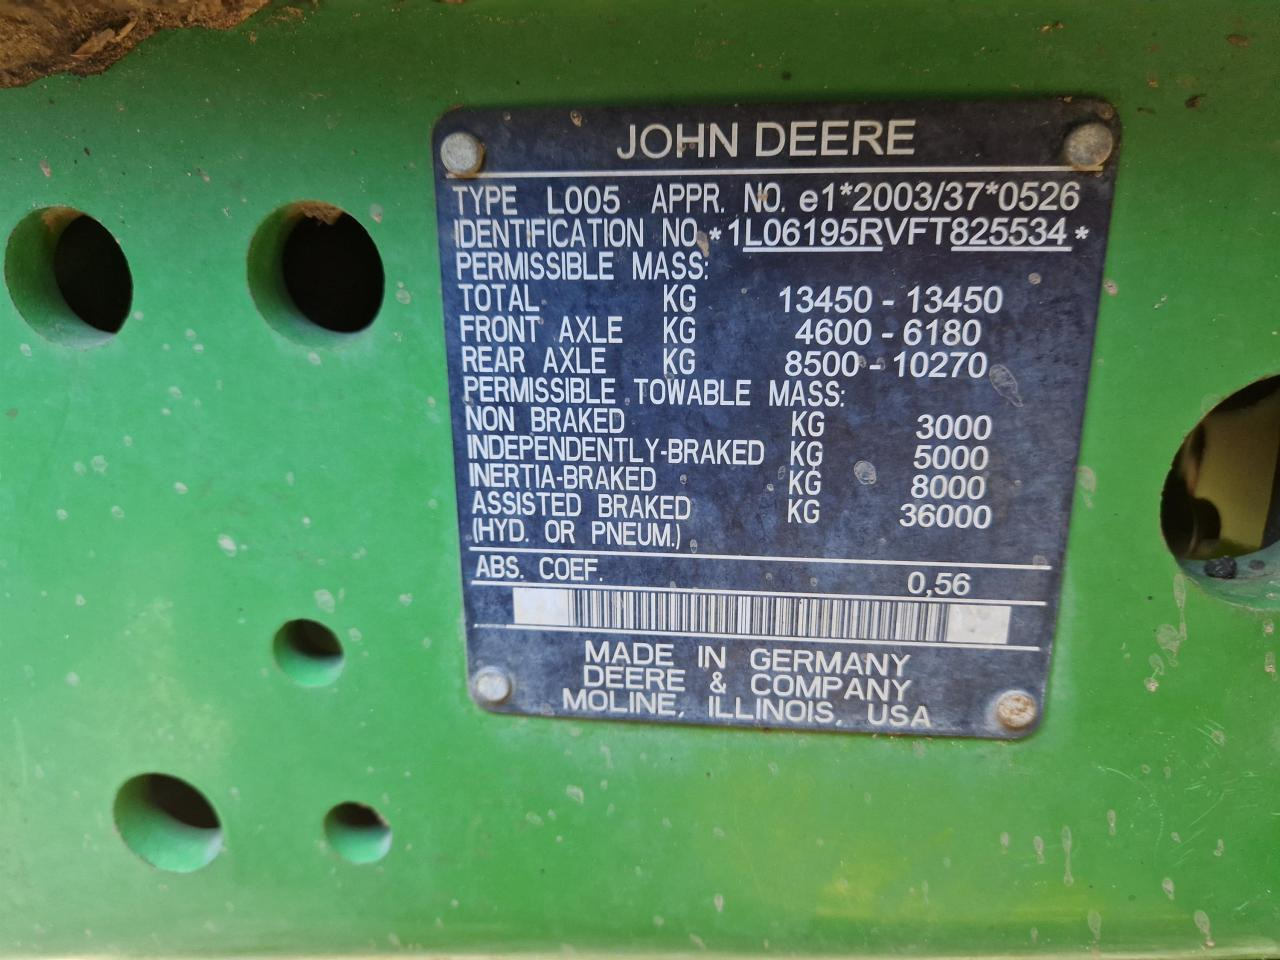 JOHN DEERE
TYPE L005 APPR. NO. e1*2003/37*0526
IDENTIFICATION NO *1L06195RVFT825534*
PERMISSIBLE MASS:
TOTAL KG 13450 - 13450
FRONT AXLE KG 4600 - 6180
REAR AXLE KG 8500 - 10270
PERMISSIBLE TOWABLE MASS:
NON BRAKED KG 3000
INDEPENDENTLY-BRAKED KG 5000
INERTIA-BRAKED KG 8000
ASSISTED BRAKED KG 36000
(HYD. OR PNEUM.)
ABS. COEF. 0,56
MADE IN GERMANY
DEERE & COMPANY
MOLINE, ILLINOIS, USA